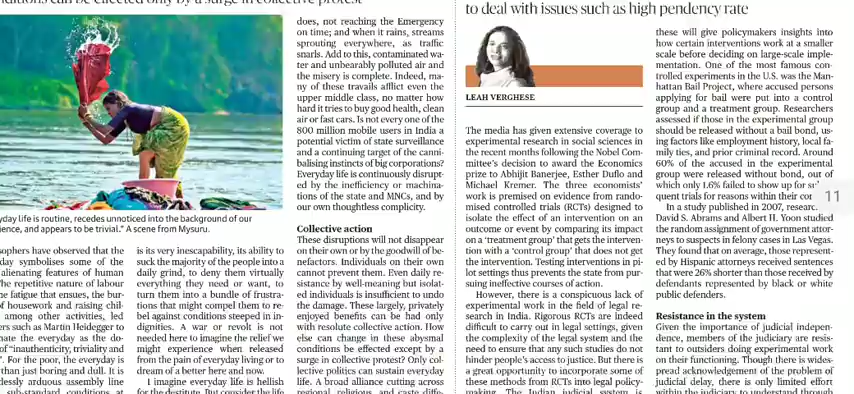 nditions can be effected only by a surge in collective protest
yday life is routine, recedes unnoticed into the background of our
ience, and appears to be trivial." A scene from Mysuru.
sophers have observed that the
day symbolises some of the
alienating features of human
The repetitive nature of labour
he fatigue that ensues, the bur-
of housework and raising chil-
among other activities, led
ers such as Martin Heidegger to
nate the everyday as the do-
of "inauthenticity, triviality and
". For the poor, the everyday is
than just boring and dull. It is
lessly arduous assembly line
sub-standard conditions at
is its very inescapability, its ability to
suck the majority of the people into a
daily grind, to deny them virtually
everything they need or want, to
turn them into a bundle of frustra-
tions that might compel them to re-
bel against conditions steeped in in-
dignities. A war or revolt is not
needed here to imagine the relief we
might experience when released
from the pain of everyday living or to
dream of a better here and now.
I imagine everyday life is hellish
for the destitute. But consider the life
does, not reaching the Emergency
on time; and when it rains, streams
sprouting everywhere, as traffic
snarls. Add to this, contaminated wa-
ter and unbearably polluted air and
the misery is complete. Indeed, ma-
ny of these travails afflict even the
upper middle class, no matter how
hard it tries to buy good health, clean
air or fast cars. Is not every one of the
800 million mobile users in India a
potential victim of state surveillance
and a continuing target of the canni-
balising instincts of big corporations?
Everyday life is continuously disrupt-
ed by the inefficiency or machina-
tions of the state and MNCs, and by
our own thoughtless complicity.
Collective action
These disruptions will not disappear
on their own or by the goodwill of be-
nefactors. Individuals on their own
cannot prevent them. Even daily re-
sistance by well-meaning but isolat-
ed individuals is insufficient to undo
the damage. These largely, privately
enjoyed benefits can be had only
with resolute collective action. How
else can change in these abysmal
conditions be effected except by a
surge in collective protest? Only col-
lective politics can sustain everyday
life. A broad alliance cutting across
regional, religious, and caste diffe-
to deal with issues such as high pendency rate
LEAH VERGHESE
The media has given extensive coverage to
experimental research in social sciences in
the recent months following the Nobel Com-
mittee's decision to award the Economics
prize to Abhijit Banerjee, Esther Duflo and
Michael Kremer. The three economists'
work is premised on evidence from rando-
mised controlled trials (RCTs) designed to
isolate the effect of an intervention on an
outcome or event by comparing its impact
on a 'treatment group' that gets the interven-
tion with a 'control group' that does not get
the intervention. Testing interventions in pi-
lot settings thus prevents the state from pur-
suing ineffective courses of action.
However, there is a conspicuous lack of
experimental work in the field of legal re-
search in India. Rigorous RCTs are indeed
difficult to carry out in legal settings, given
the complexity of the legal system and the
need to ensure that any such studies do not
hinder people's access to justice. But there is
a great opportunity to incorporate some of
these methods from RCTs into legal policy-
making. The Indian judicial system is
these will give policymakers insights into
how certain interventions work at a smaller
scale before deciding on large-scale imple-
mentation. One of the most famous con-
trolled experiments in the U.S. was the Man-
hattan Bail Project, where accused persons
applying for bail were put into a control
group and a treatment group. Researchers
assessed if those in the experimental group
should be released without a bail bond, us-
ing factors like employment history, local fa-
mily ties, and prior criminal record. Around
60% of the accused in the experimental
group were released without bond, out of
which only 1.6% failed to show up for su
quent trials for reasons within their cor
In a study published in 2007, researc
David S. Abrams and Albert H. Yoon studied
the random assignment of government attor-
neys to suspects in felony cases in Las Vegas.
They found that on average, those represent-
ed by Hispanic attorneys received sentences
that were 26% shorter than those received by
defendants represented by black or white
public defenders.
Resistance in the system
Given the importance of judicial indepen-
dence, members of the judiciary are resis-
tant to outsiders doing experimental work
on their functioning. Though there is wides-
pread acknowledgement of the problem of
judicial delay, there is only limited effort
within the judiciary to understand through
11